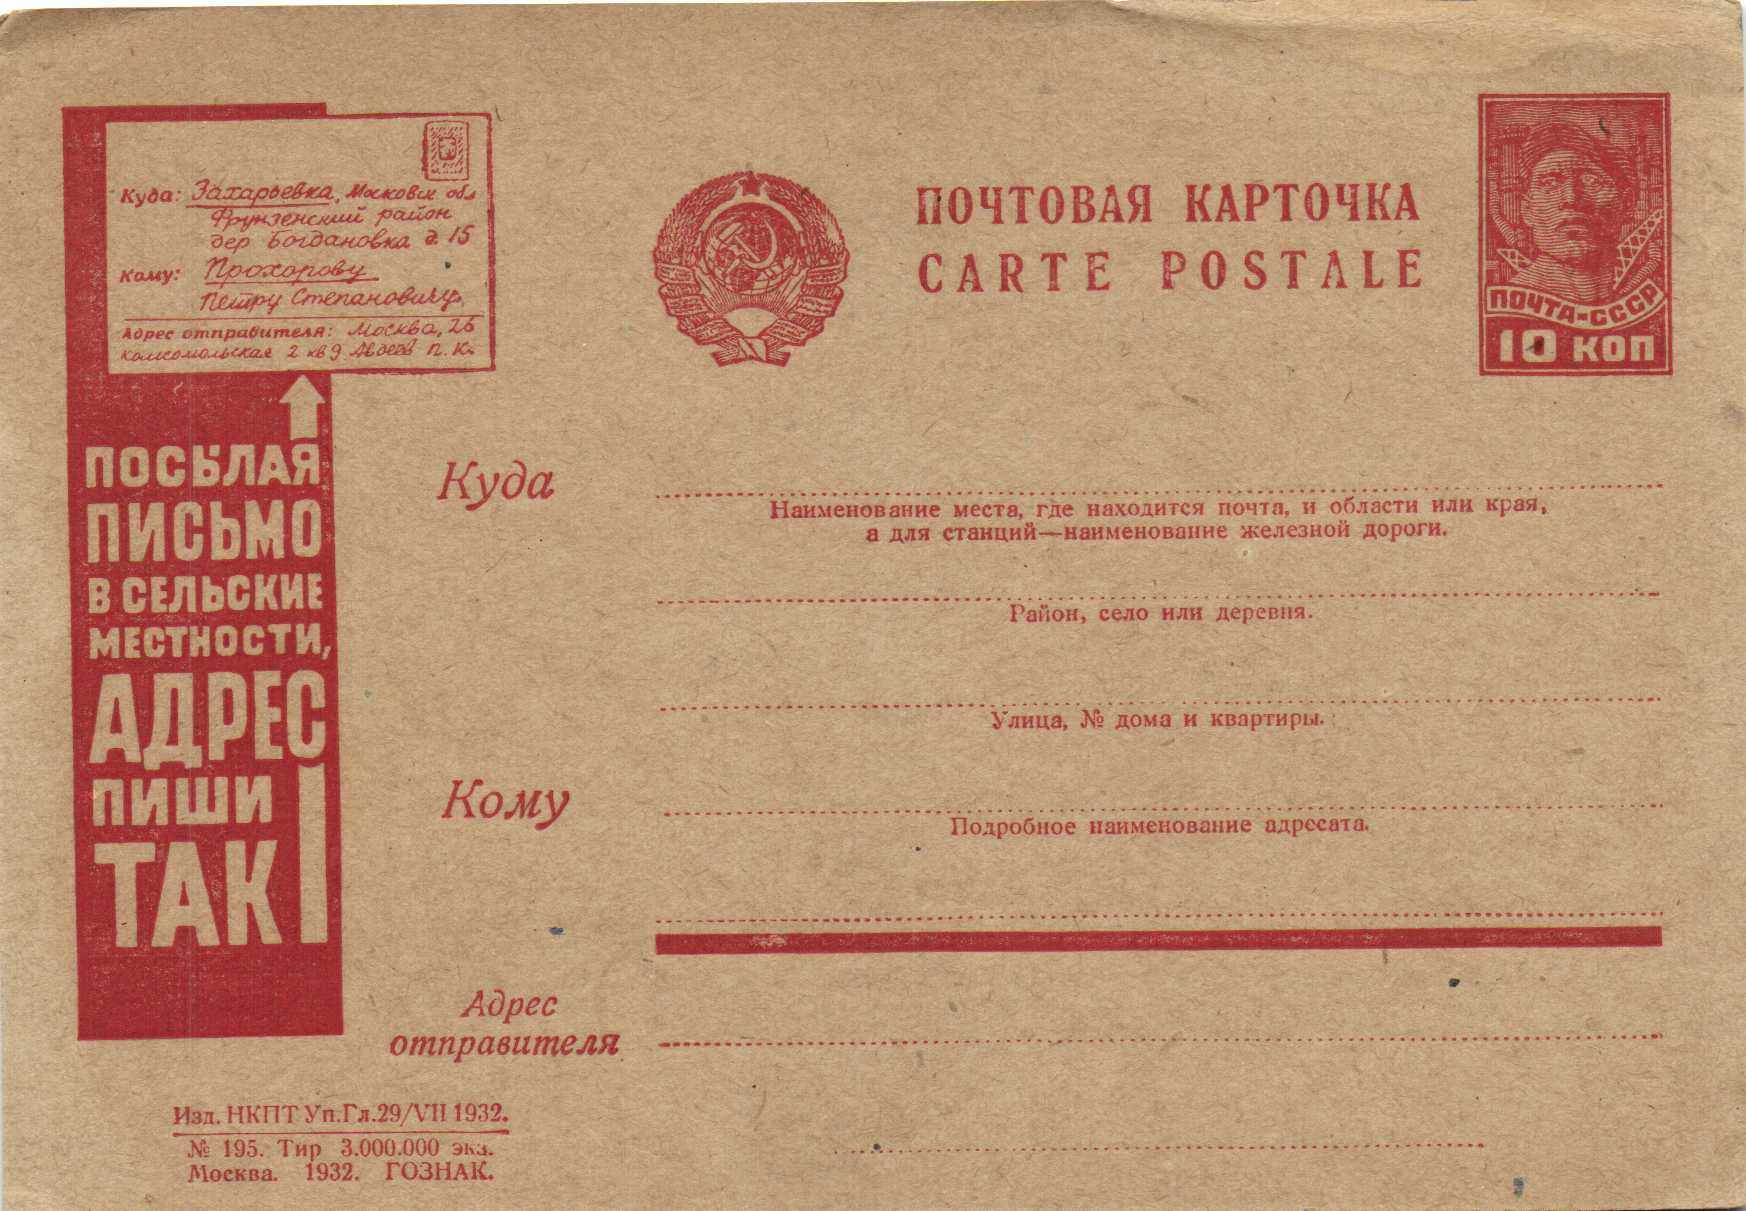 Куда: Захарьевка, Московск. обл
Фрунзенский район
дер Богдановка д. 15
Кому: Прохорову
Петру Степановичу,
Адрес отправителя: Москва, 26
Комсомольская 2 кв 9. Авдеев П. К.
ПОСЫЛАЯ
ПИСЬМО
В СЕЛЬСКИЕ
МЕСТНОСТИ,
АДРЕС
ПИШИ
ТАК!
ПОЧТОВАЯ КАРТОЧКА
CARTE POSTALE
ПОЧТА-СССР
10 КОП
Куда
Наименование места, где находится почта, и области или края,
а для станций—наименование железной дороги.
Район, село или деревня.
Улица, № дома и квартиры.
Кому
Подробное наименование адресата.
Адрес
отправителя
Изд. НКПТ Уп.Гл.29/VII 1932.
№ 195. Тир 3.000.000 экз.
Москва. 1932. ГОЗНАК.